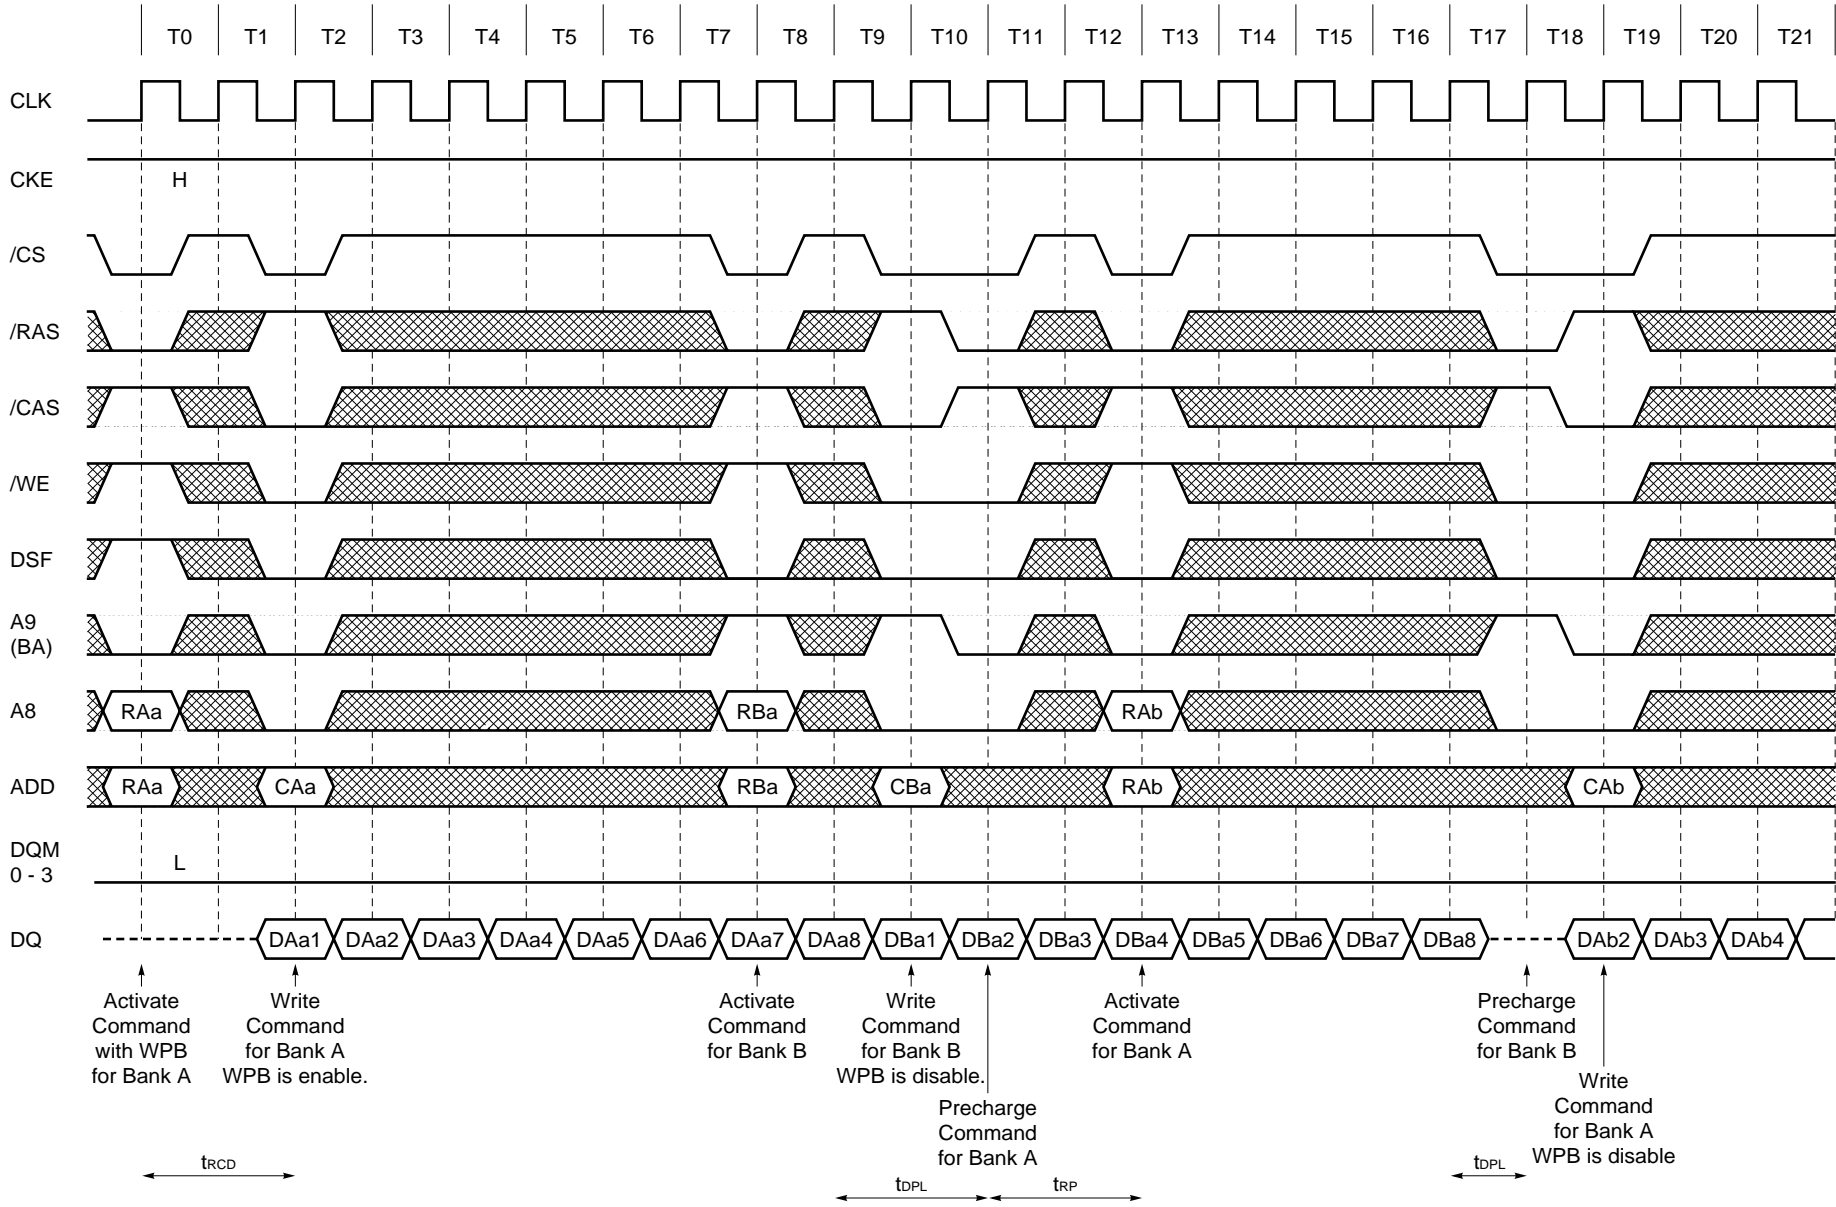 T0 T1 T2 T3 T4 T5 T6 T7 T8 T9 T10 T11 T12 T13 T14 T15 T16 T17 T18 T19 T20 T21
CLK
CKE H
/CS
/RAS
/CAS
/WE
DSF
A9
(BA)
A8 RAa RBa RAb
ADD RAa CAa RBa CBa RAb CAb
DQM
0 - 3 L
DQ DAa1 DAa2 DAa3 DAa4 DAa5 DAa6 DAa7 DAa8 DBa1 DBa2 DBa3 DBa4 DBa5 DBa6 DBa7 DBa8 DAb2 DAb3 DAb4
Activate
Command
with WPB
for Bank A
Write
Command
for Bank A
WPB is enable.
Activate
Command
for Bank B
Write
Command
for Bank B
WPB is disable.
Precharge
Command
for Bank A
Activate
Command
for Bank A
Precharge
Command
for Bank B
Write
Command
for Bank A
WPB is disable
tRCD
tDPL
tRP
tDPL